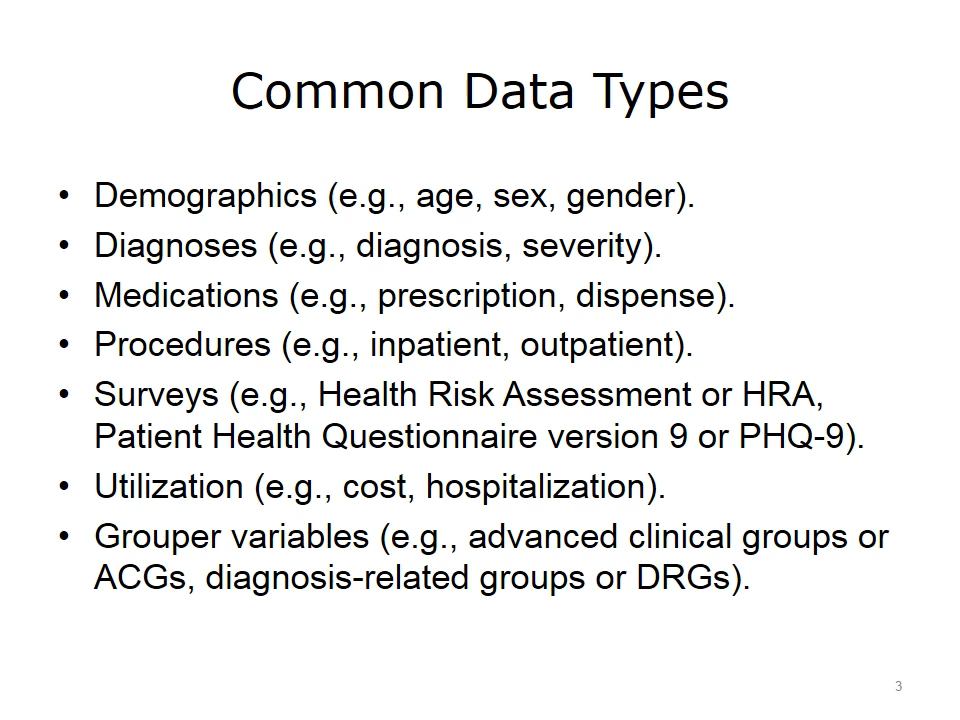 Common Data Types
• Demographics (e.g., age, sex, gender).
• Diagnoses (e.g., diagnosis, severity).
• Medications (e.g., prescription, dispense).
• Procedures (e.g., inpatient, outpatient).
• Surveys (e.g., Health Risk Assessment or HRA,
Patient Health Questionnaire version 9 or PHQ-9).
• Utilization (e.g., cost, hospitalization).
• Grouper variables (e.g., advanced clinical groups or
ACGs, diagnosis-related groups or DRGs).
3